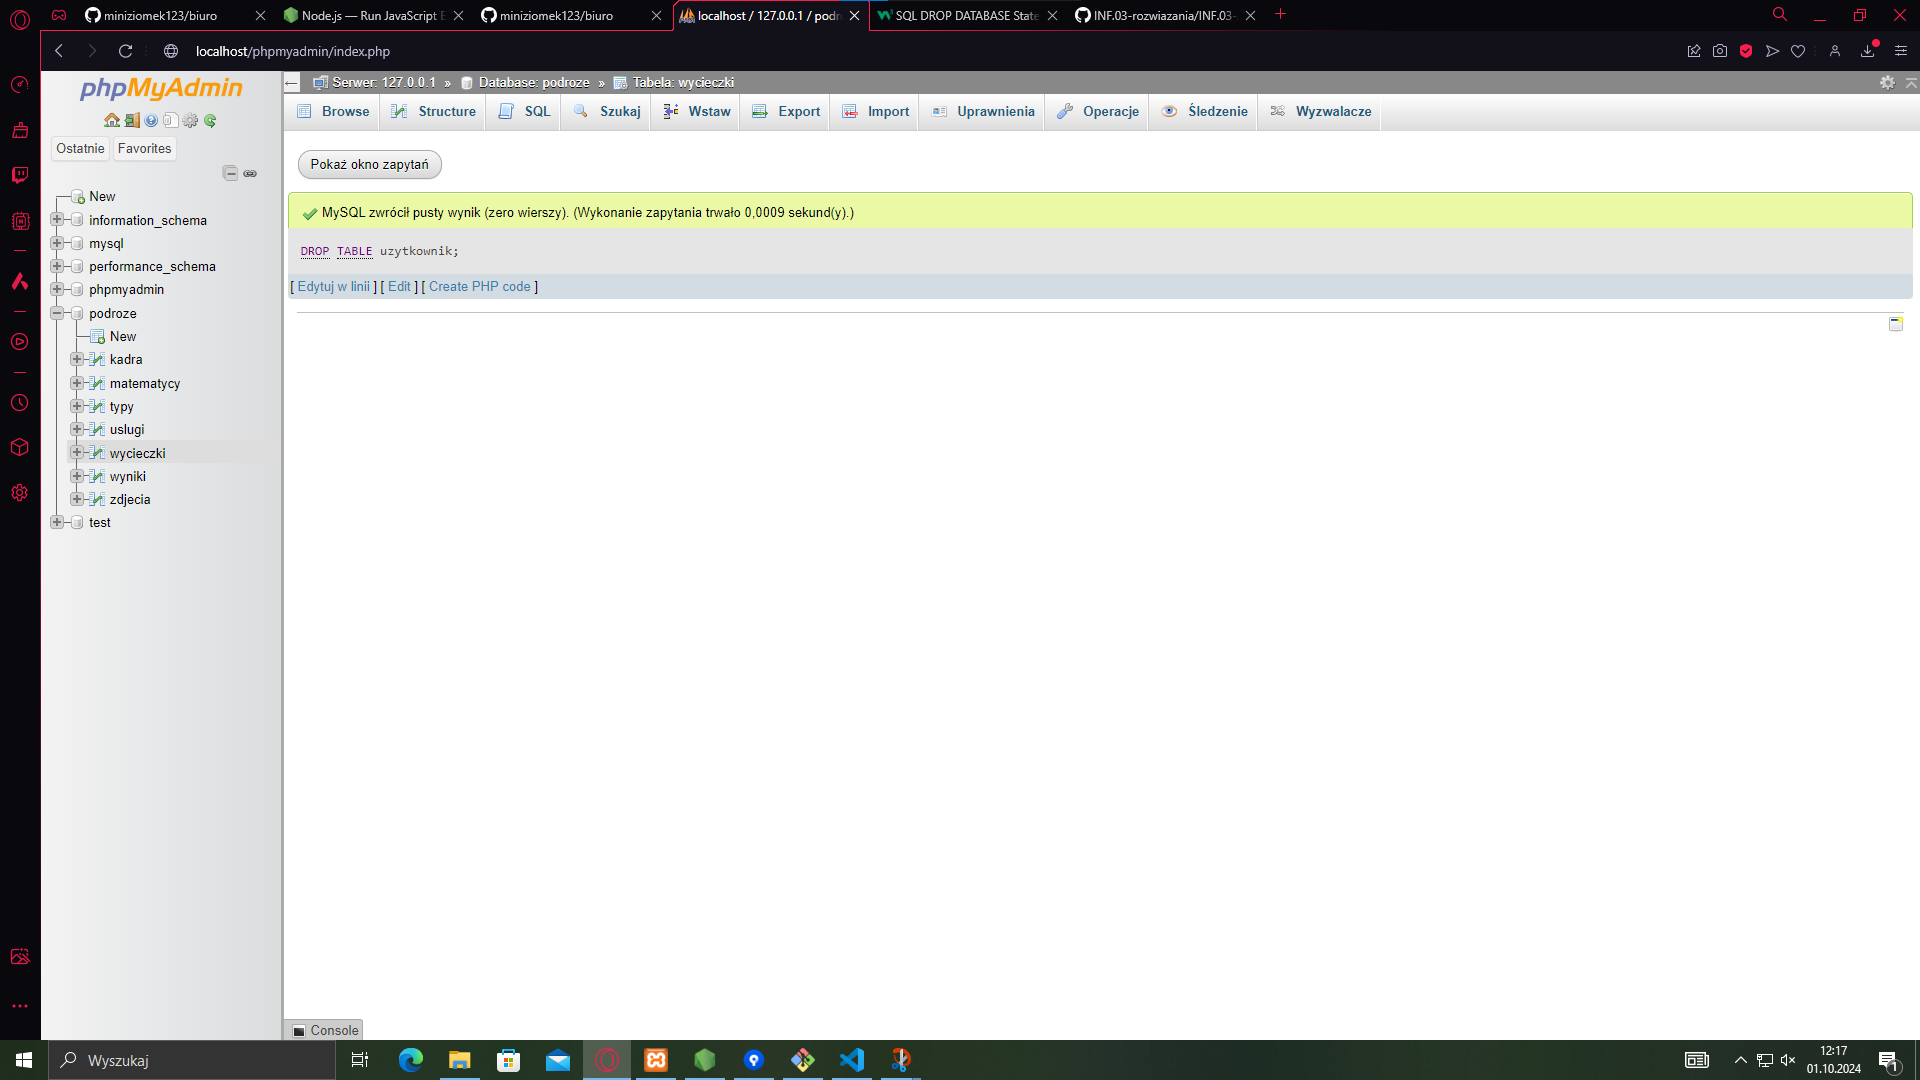 miniziomek123/biuro
Node.js — Run JavaScript E
miniziomek123/biuro
localhost / 127.0.0.1 / podr
SQL DROP DATABASE State
INF.03-rozwiazania/INF.03-
localhost/phpmyadmin/index.php
phpMyAdmin
Serwer: 127.0.0.1 » Database: podroze » Tabela: wycieczki
Browse Structure SQL Szukaj Wstaw Export Import Uprawnienia Operacje Śledzenie Wyzwalacze
Ostatnie Favorites
Pokaż okno zapytań
MySQL zwrócił pusty wynik (zero wierszy). (Wykonanie zapytania trwało 0,0009 sekund(y).)
DROP TABLE uzytkownik;
[ Edytuj w linii ] [ Edit ] [ Create PHP code ]
New
information_schema
mysql
performance_schema
phpmyadmin
podroze
New
kadra
matematycy
typy
uslugi
wycieczki
wyniki
zdjecia
test
Console
Wyszukaj
12:17
01.10.2024
1